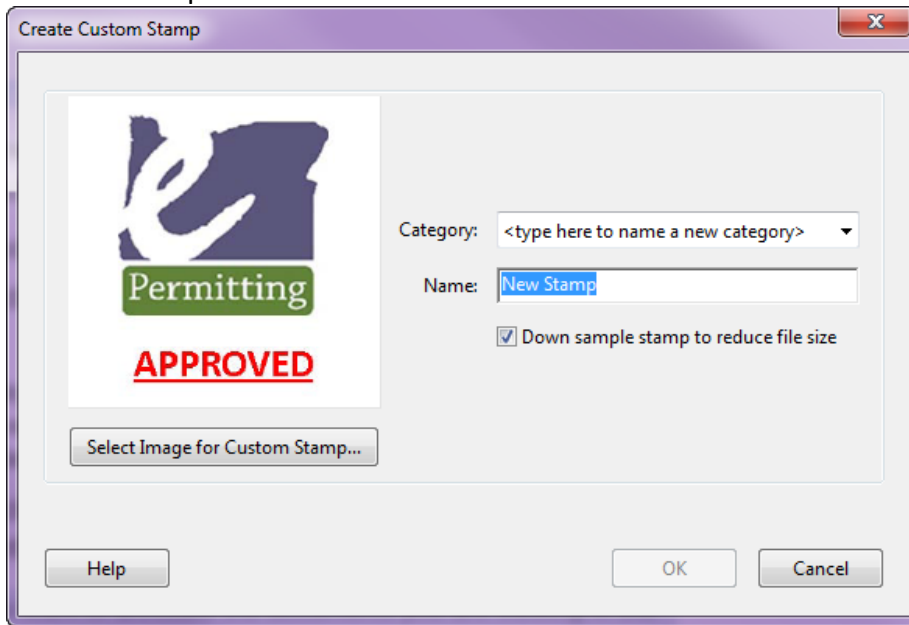 Create Custom Stamp
e
Permitting
APPROVED
Category: <type here to name a new category>
Name: New Stamp
Down sample stamp to reduce file size
Select Image for Custom Stamp...
Help
OK
Cancel